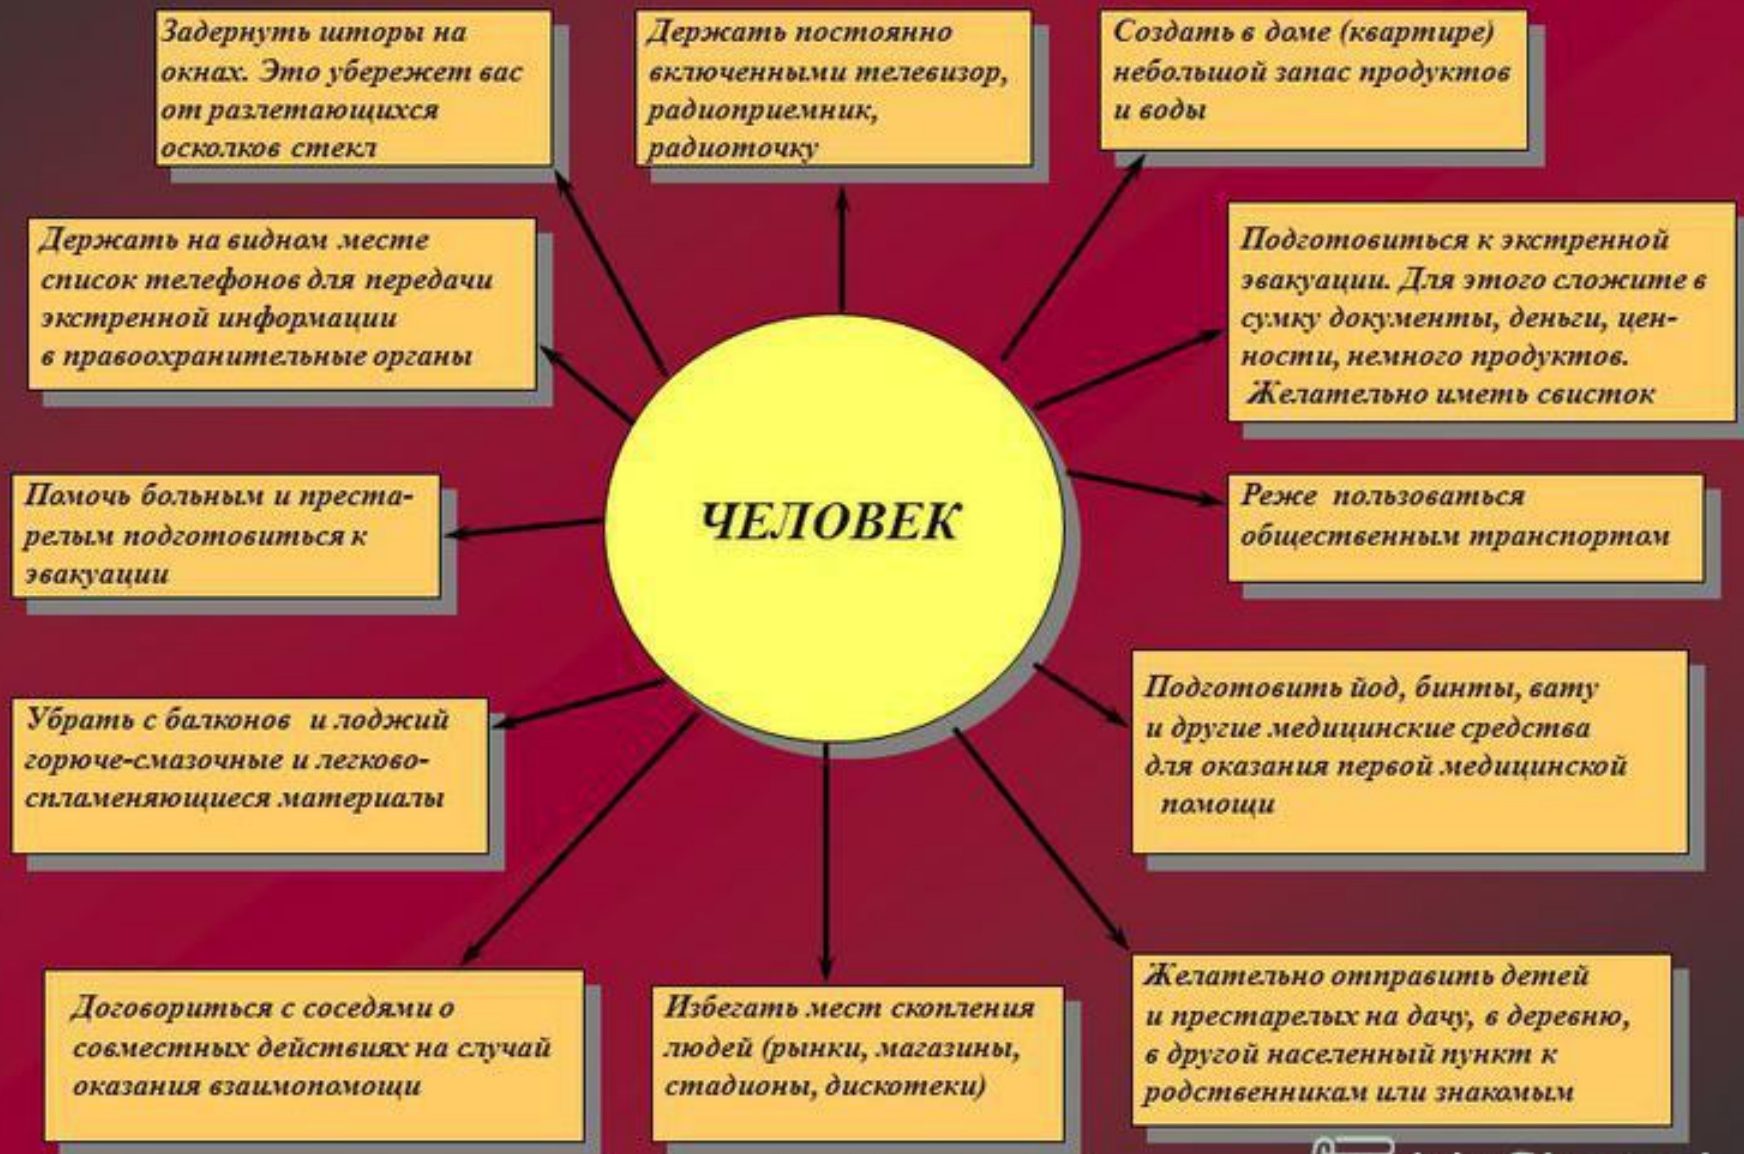 Задернуть шторы на
окнах. Это убережет вас
от разлетающихся
осколков стекл
Держать постоянно
включенными телевизор,
радиоприемник,
радиоточку
Создать в доме (квартире)
небольшой запас продуктов
и воды
Держать на видном месте
список телефонов для передачи
экстренной информации
в правоохранительные органы
Подготовиться к экстренной
эвакуации. Для этого сложите в
сумку документы, деньги, цен-
ности, немного продуктов.
Желательно иметь свисток
Помочь больным и преста-
релым подготовиться к
эвакуации
ЧЕЛОВЕК
Реже пользоваться
общественным транспортом
Убрать с балконов и лоджий
горюче-смазочные и легково-
спламеняющиеся материалы
Подготовить йод, бинты, вату
и другие медицинские средства
для оказания первой медицинской
помощи
Договориться с соседями о
совместных действиях на случай
оказания взаимопомощи
Избегать мест скопления
людей (рынки, магазины,
стадионы, дискотеки)
Желательно отправить детей
и престарелых на дачу, в деревню,
в другой населенный пункт к
родственникам или знакомым